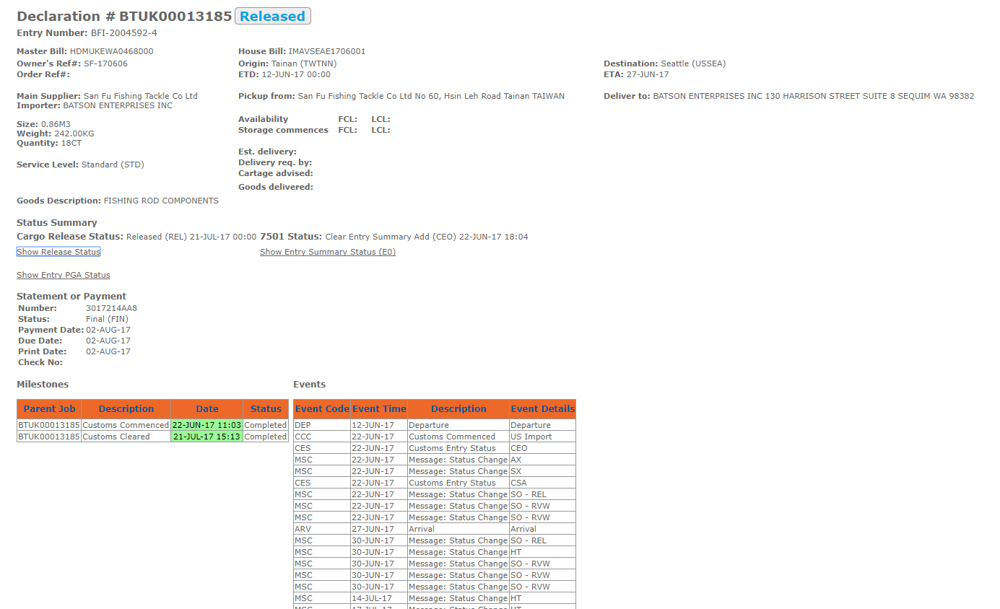 Declaration # BTUK00013185 Released
Entry Number: BFI-2004592-4
Master Bill: HDMUKEWA0468000 House Bill: IMAVSEAE1706001
Owner's Ref#: SF-170606 Origin: Tainan (TWTNN) Destination: Seattle (USSEA)
Order Ref#: ETD: 12-JUN-17 00:00 ETA: 27-JUN-17
Main Supplier: San Fu Fishing Tackle Co Ltd Pickup from: San Fu Fishing Tackle Co Ltd No 60, Hsin Leh Road Tainan TAIWAN Deliver to: BATSON ENTERPRISES INC 130 HARRISON STREET SUITE 8 SEQUIM WA 98382
Importer: BATSON ENTERPRISES INC
Availability FCL: LCL:
Size: 0.86M3
Storage commences FCL: LCL:
Weight: 242.00KG
Quantity: 18CT
Est. delivery:
Delivery req. by:
Service Level: Standard (STD)
Cartage advised:
Goods delivered:
Goods Description: FISHING ROD COMPONENTS
Status Summary
Cargo Release Status: Released (REL) 21-JUL-17 00:00 7501 Status: Clear Entry Summary Add (CEO) 22-JUN-17 18:04
Show Release Status Show Entry Summary Status (E0)
Show Entry PGA Status
Statement or Payment
Number: 3017214AA8
Status: Final (FIN)
Payment Date: 02-AUG-17
Due Date: 02-AUG-17
Print Date: 02-AUG-17
Check No:
Milestones
Parent Job Description Date Status
BTUK00013185 Customs Commenced 22-JUN-17 11:03 Completed
BTUK00013185 Customs Cleared 21-JUL-17 15:13 Completed
Events
Event Code Event Time Description Event Details
DEP 12-JUN-17 Departure Departure
CCC 22-JUN-17 Customs Commenced US Import
CES 22-JUN-17 Customs Entry Status CEO
MSC 22-JUN-17 Message: Status Change AX
MSC 22-JUN-17 Message: Status Change SX
CES 22-JUN-17 Customs Entry Status CSA
MSC 22-JUN-17 Message: Status Change SO - REL
MSC 22-JUN-17 Message: Status Change SO - RVW
MSC 22-JUN-17 Message: Status Change SO - RVW
ARV 27-JUN-17 Arrival Arrival
MSC 30-JUN-17 Message: Status Change SO - REL
MSC 30-JUN-17 Message: Status Change HT
MSC 30-JUN-17 Message: Status Change SO - RVW
MSC 30-JUN-17 Message: Status Change SO - RVW
MSC 30-JUN-17 Message: Status Change SO - RVW
MSC 14-JUL-17 Message: Status Change HT
MSC 17-JUL-17 Message: Status Change HT